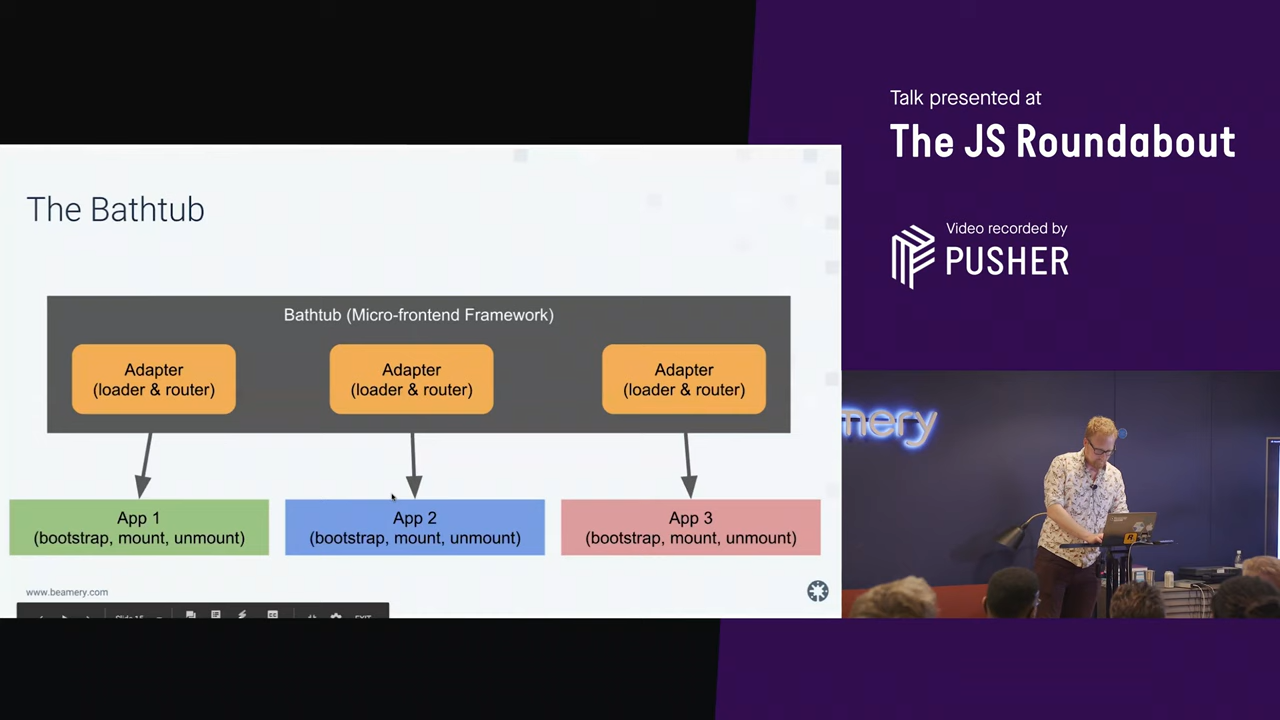 Talk presented at
The JS Roundabout
Video recorded by
PUSHER
The Bathtub
Bathtub (Micro-frontend Framework)
Adapter
(loader & router)
Adapter
(loader & router)
Adapter
(loader & router)
App 1
(bootstrap, mount, unmount)
App 2
(bootstrap, mount, unmount)
App 3
(bootstrap, mount, unmount)
www.beamery.com
mery